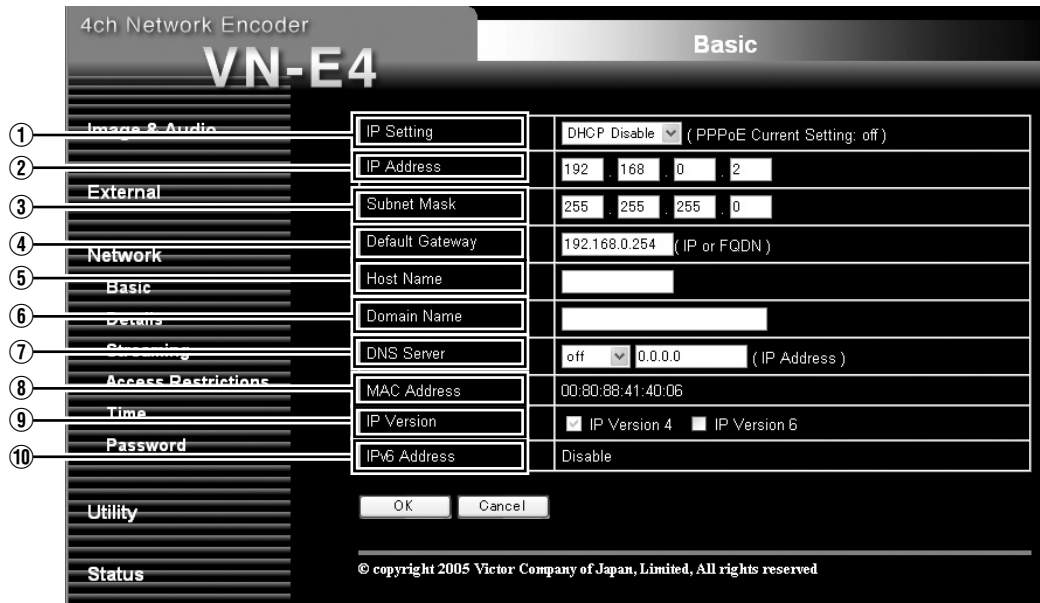 4ch Network Encoder
VN-E4
Basic
Image & Audio
External
Network
Basic
Details
Streaming
Access Restrictions
Time
Password
Utility
Status
① IP Setting DHCP Disable ( PPPoE Current Setting: off )
② IP Address 192 . 168 . 0 . 2
③ Subnet Mask 255 . 255 . 255 . 0
④ Default Gateway 192.168.0.254 ( IP or FQDN )
⑤ Host Name
⑥ Domain Name
⑦ DNS Server off 0.0.0.0 ( IP Address )
⑧ MAC Address 00:80:88:41:40:06
⑨ IP Version IP Version 4 IP Version 6
⑩ IPv6 Address Disable
OK Cancel
© copyright 2005 Victor Company of Japan, Limited, All rights reserved